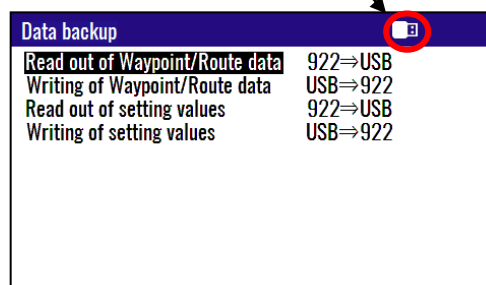 Data backup
Read out of Waypoint/Route data 922⇒USB
Writing of Waypoint/Route data USB⇒922
Read out of setting values 922⇒USB
Writing of setting values USB⇒922